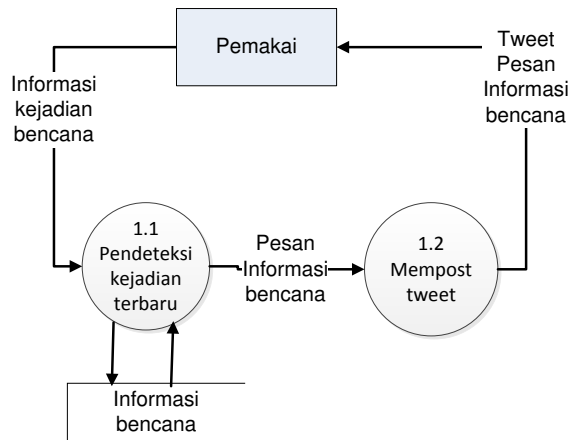 Pemakai
Tweet
Pesan
Informasi
bencana
Informasi
kejadian
bencana
1.1
Pendeteksi
kejadian
terbaru
Pesan
Informasi
bencana
1.2
Mempost
tweet
Informasi
bencana